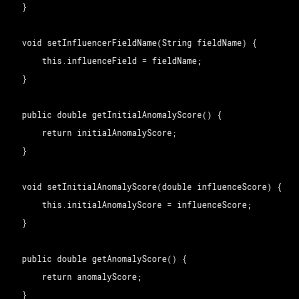 }
void setInfluencerFieldName(String fieldName) {
this.influenceField = fieldName;
}
public double getInitialAnomalyScore() {
return initialAnomalyScore;
}
void setInitialAnomalyScore(double influenceScore) {
this.initialAnomalyScore = influenceScore;
}
public double getAnomalyScore() {
return anomalyScore;
}